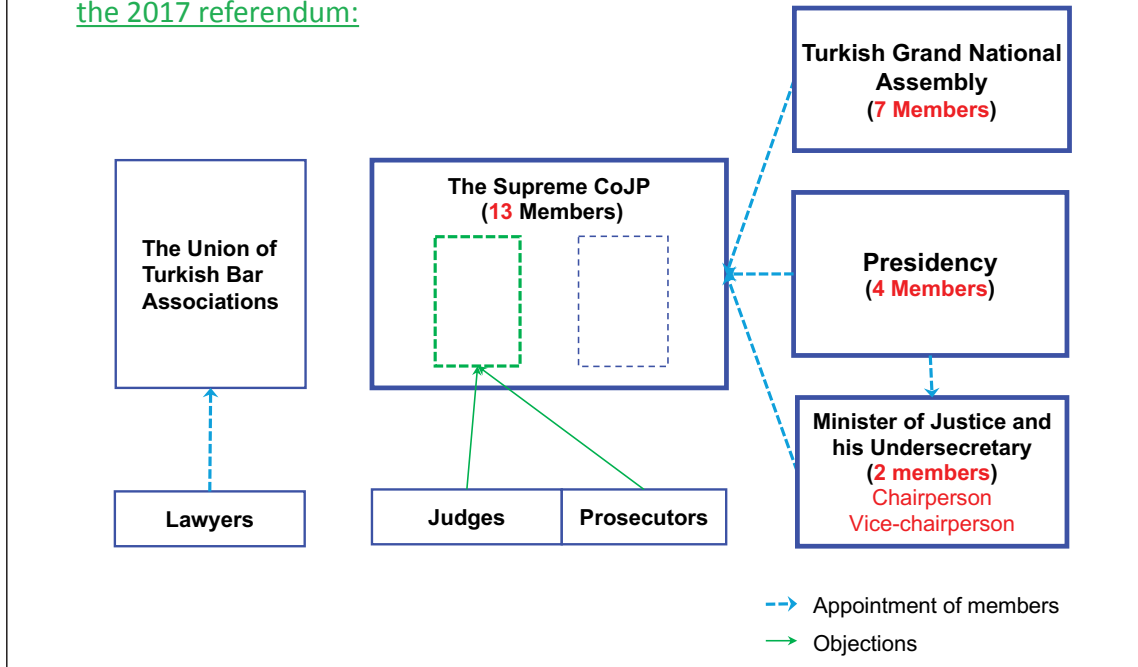 the 2017 referendum:
Turkish Grand National
Assembly
(7 Members)
The Supreme CoJP
(13 Members)
The Union of
Turkish Bar
Associations
Presidency
(4 Members)
Minister of Justice and
his Undersecretary
(2 members)
Chairperson
Vice-chairperson
Lawyers
Judges
Prosecutors
Appointment of members
Objections